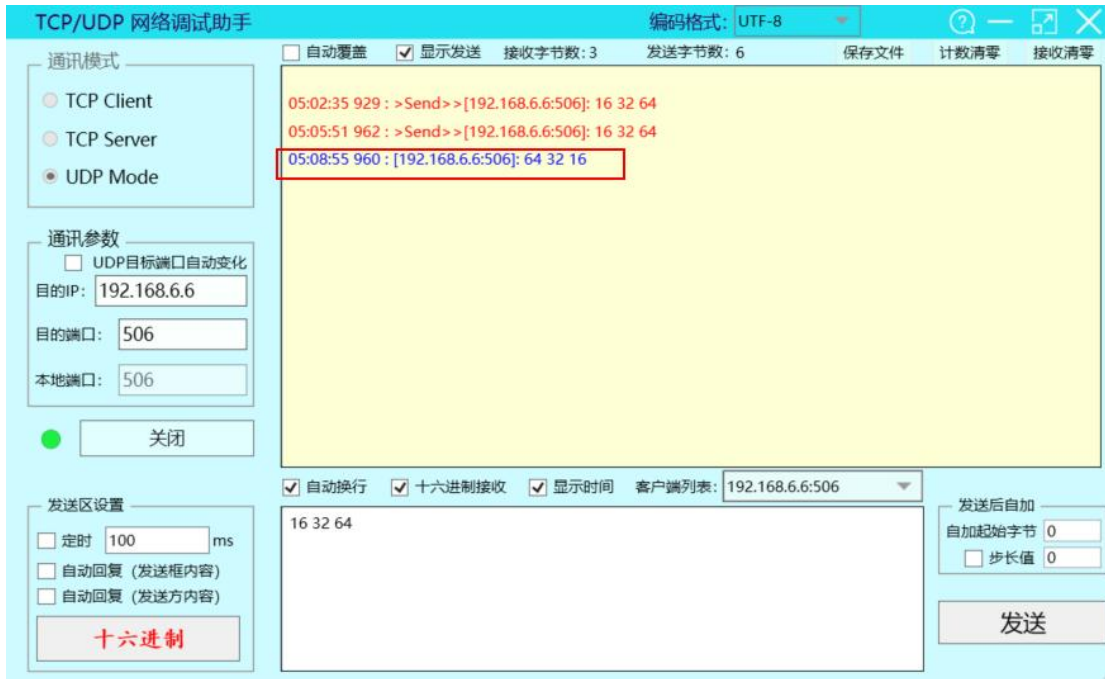 TCP/UDP 网络调试助手 编码格式: UTF-8
自动覆盖 显示发送 接收字节数: 3 发送字节数: 6 保存文件 计数清零 接收清零
通讯模式
TCP Client
TCP Server
UDP Mode
05:02:35 929 : >Send>>[192.168.6.6:506]: 16 32 64
05:05:51 962 : >Send>>[192.168.6.6:506]: 16 32 64
05:08:55 960 : [192.168.6.6:506]: 64 32 16
通讯参数
UDP目标端口自动变化
目的IP: 192.168.6.6
目的端口: 506
本地端口: 506
关闭
自动换行 十六进制接收 显示时间 客户端列表: 192.168.6.6:506
发送区设置
定时 100 ms
自动回复 (发送框内容)
自动回复 (发送方内容)
十六进制
16 32 64
发送后自加
自加起始字节 0
步长值 0
发送